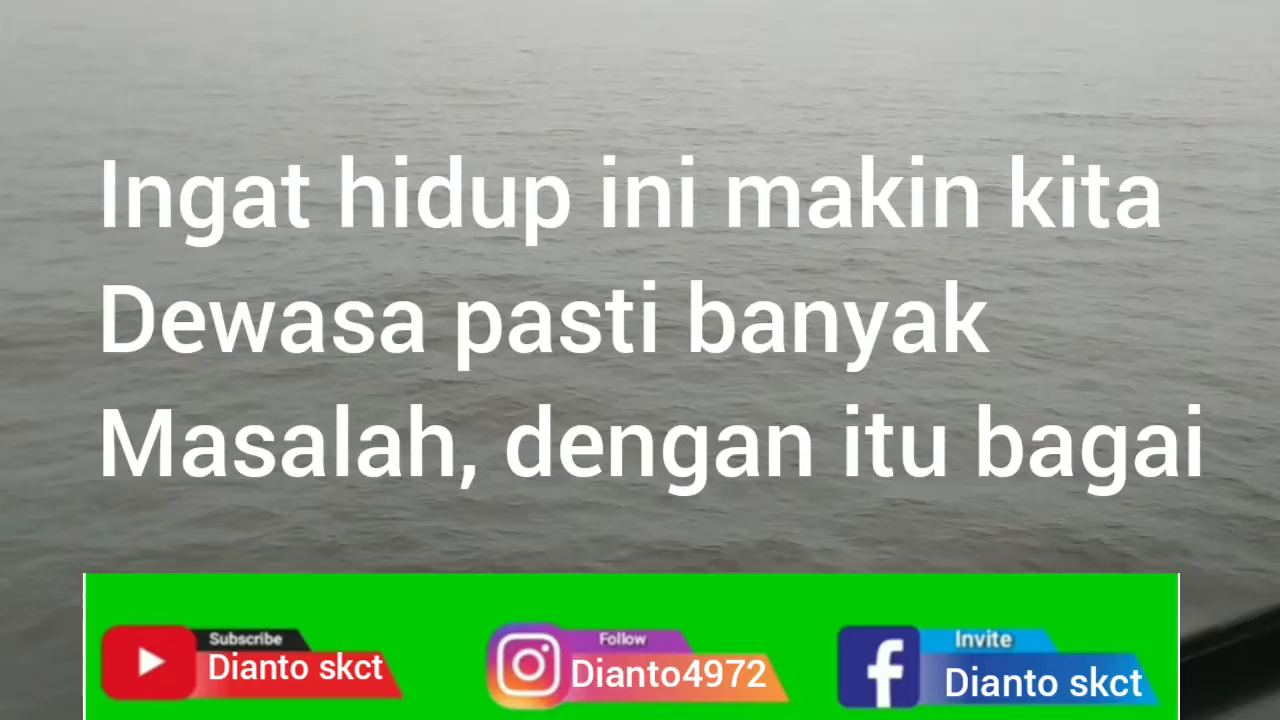 Ingat hidup ini makin kita
Dewasa pasti banyak
Masalah, dengan itu bagai
Subscribe
Dianto skct
Follow
Dianto4972
Invite
Dianto skct